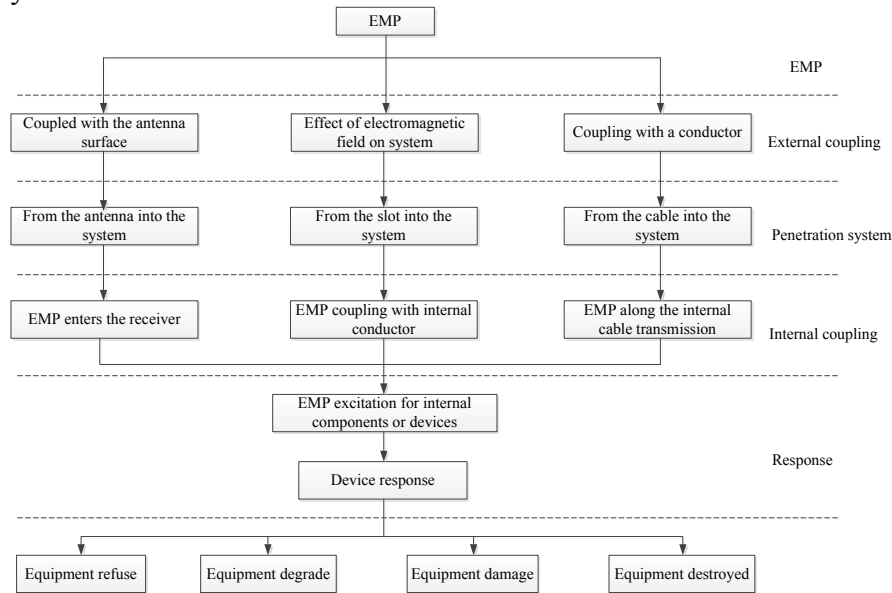 y
EMP
EMP
Coupled with the antenna
surface
Effect of electromagnetic
field on system
Coupling with a conductor
External coupling
From the antenna into the
system
From the slot into the
system
From the cable into the
system
Penetration system
EMP enters the receiver
EMP coupling with internal
conductor
EMP along the internal
cable transmission
Internal coupling
EMP excitation for internal
components or devices
Device response
Response
Equipment refuse
Equipment degrade
Equipment damage
Equipment destroyed